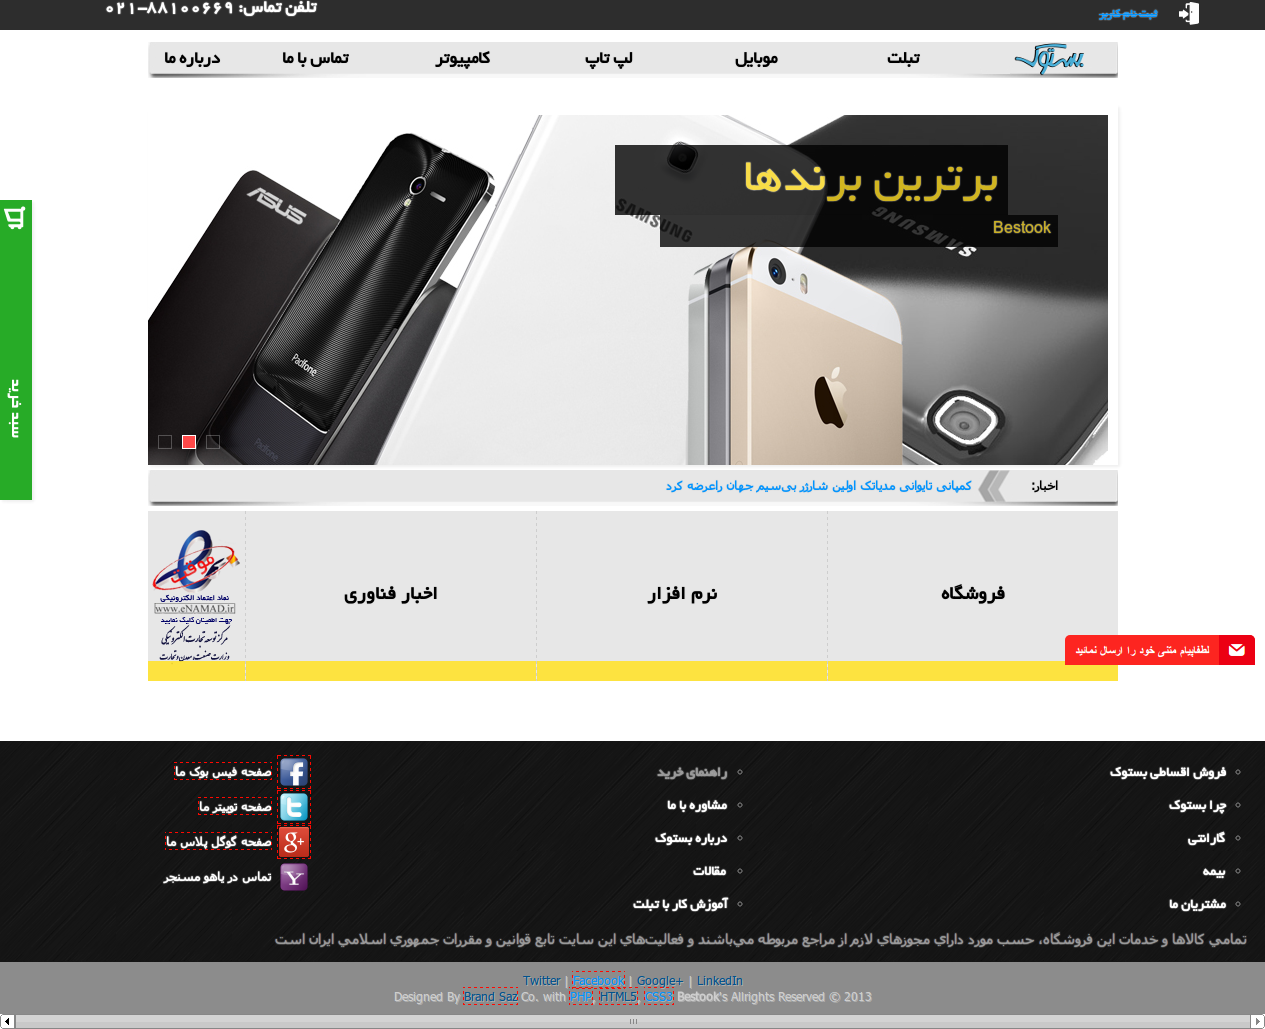 ثبت نام کاربر
تلفن تماس: ۸۸۱۰۰۶۶۹-۰۲۱
بستوک
تبلت
موبایل
لپ تاپ
کامپیوتر
تماس با ما
درباره ما
برترین برندها
Bestook
ASUS
SAMSUNG
SAMSUNG
Padfone
Padfone
سبد خرید
اخبار:
کمپانی تایوانی مدیاتک اولین شارژر بی‌سیم جهان راعرضه کرد
فروشگاه
نرم افزار
اخبار فناوری
موقت
نماد اعتماد الکترونیکی
www.eNAMAD.ir
جهت اطمینان کلیک نمایید
مرکز توسعه تجارت الکترونیکی
وزارت صنعت، معدن و تجارت
لطفاپیام متنی خود را ارسال نمائید
فروش اقساطی بستوک
چرا بستوک
گارانتی
بیمه
مشتریان ما
راهنمای خرید
مشاوره با ما
درباره بستوک
مقالات
آموزش کار با تبلت
صفحه فیس بوک ما
صفحه توییتر ما
صفحه گوگل پلاس ما
تماس در یاهو مسنجر
تمامي كالاها و خدمات اين فروشگاه، حسب مورد داراي مجوزهاي لازم از مراجع مربوطه مي‌باشند و فعاليت‌هاي اين سايت تابع قوانين و مقررات جمهوري اسلامي ايران است
Twitter | Facebook | Google+ | LinkedIn
Designed By Brand Saz Co. with PHP, HTML5, CSS3 Bestook's Allrights Reserved © 2013